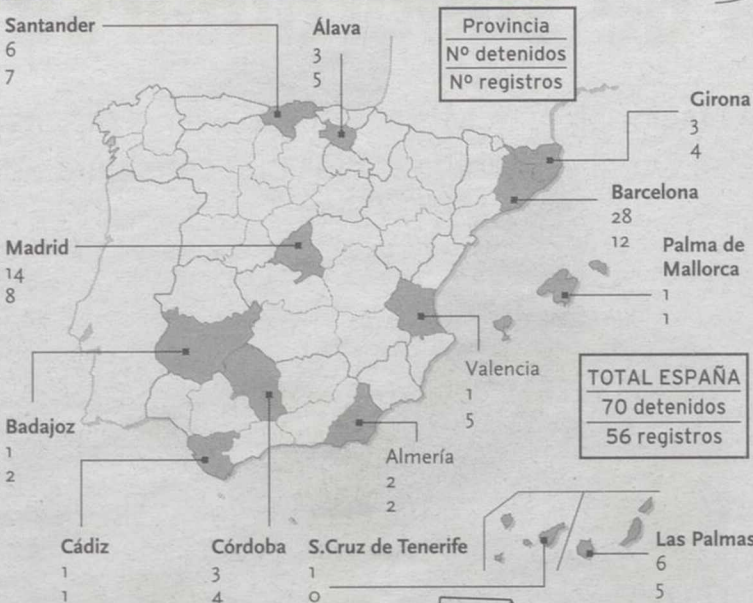 Santander
6
7
Álava
3
5
Provincia
Nº detenidos
Nº registros
Girona
3
4
Barcelona
28
12
Palma de
Mallorca
1
1
Madrid
14
8
Valencia
1
5
TOTAL ESPAÑA
70 detenidos
56 registros
Badajoz
1
2
Almería
2
2
Cádiz
1
1
Córdoba
3
4
S.Cruz de Tenerife
1
0
Las Palmas
6
5